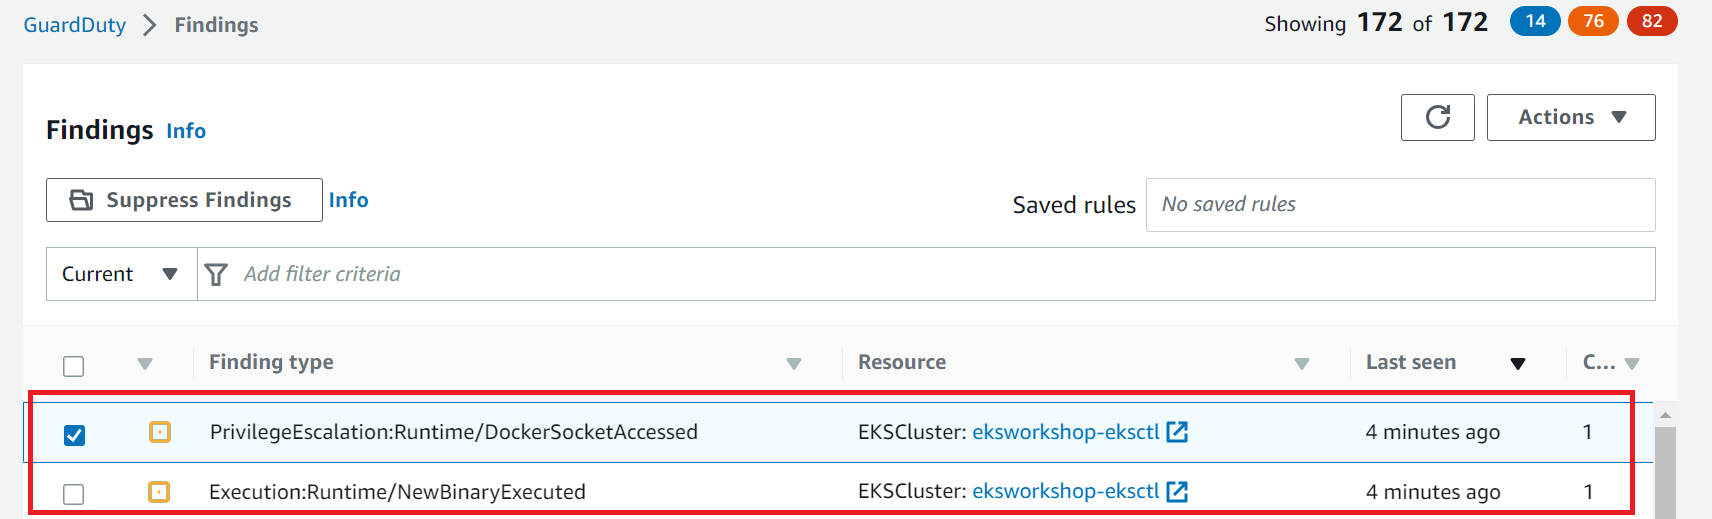 GuardDuty > Findings
Showing 172 of 172 14 76 82
Findings Info
Actions
Suppress Findings Info
Saved rules No saved rules
Current Add filter criteria
Finding type Resource Last seen C...
PrivilegeEscalation:Runtime/DockerSocketAccessed EKSCluster: eksworkshop-eksctl 4 minutes ago 1
Execution:Runtime/NewBinaryExecuted EKSCluster: eksworkshop-eksctl 4 minutes ago 1